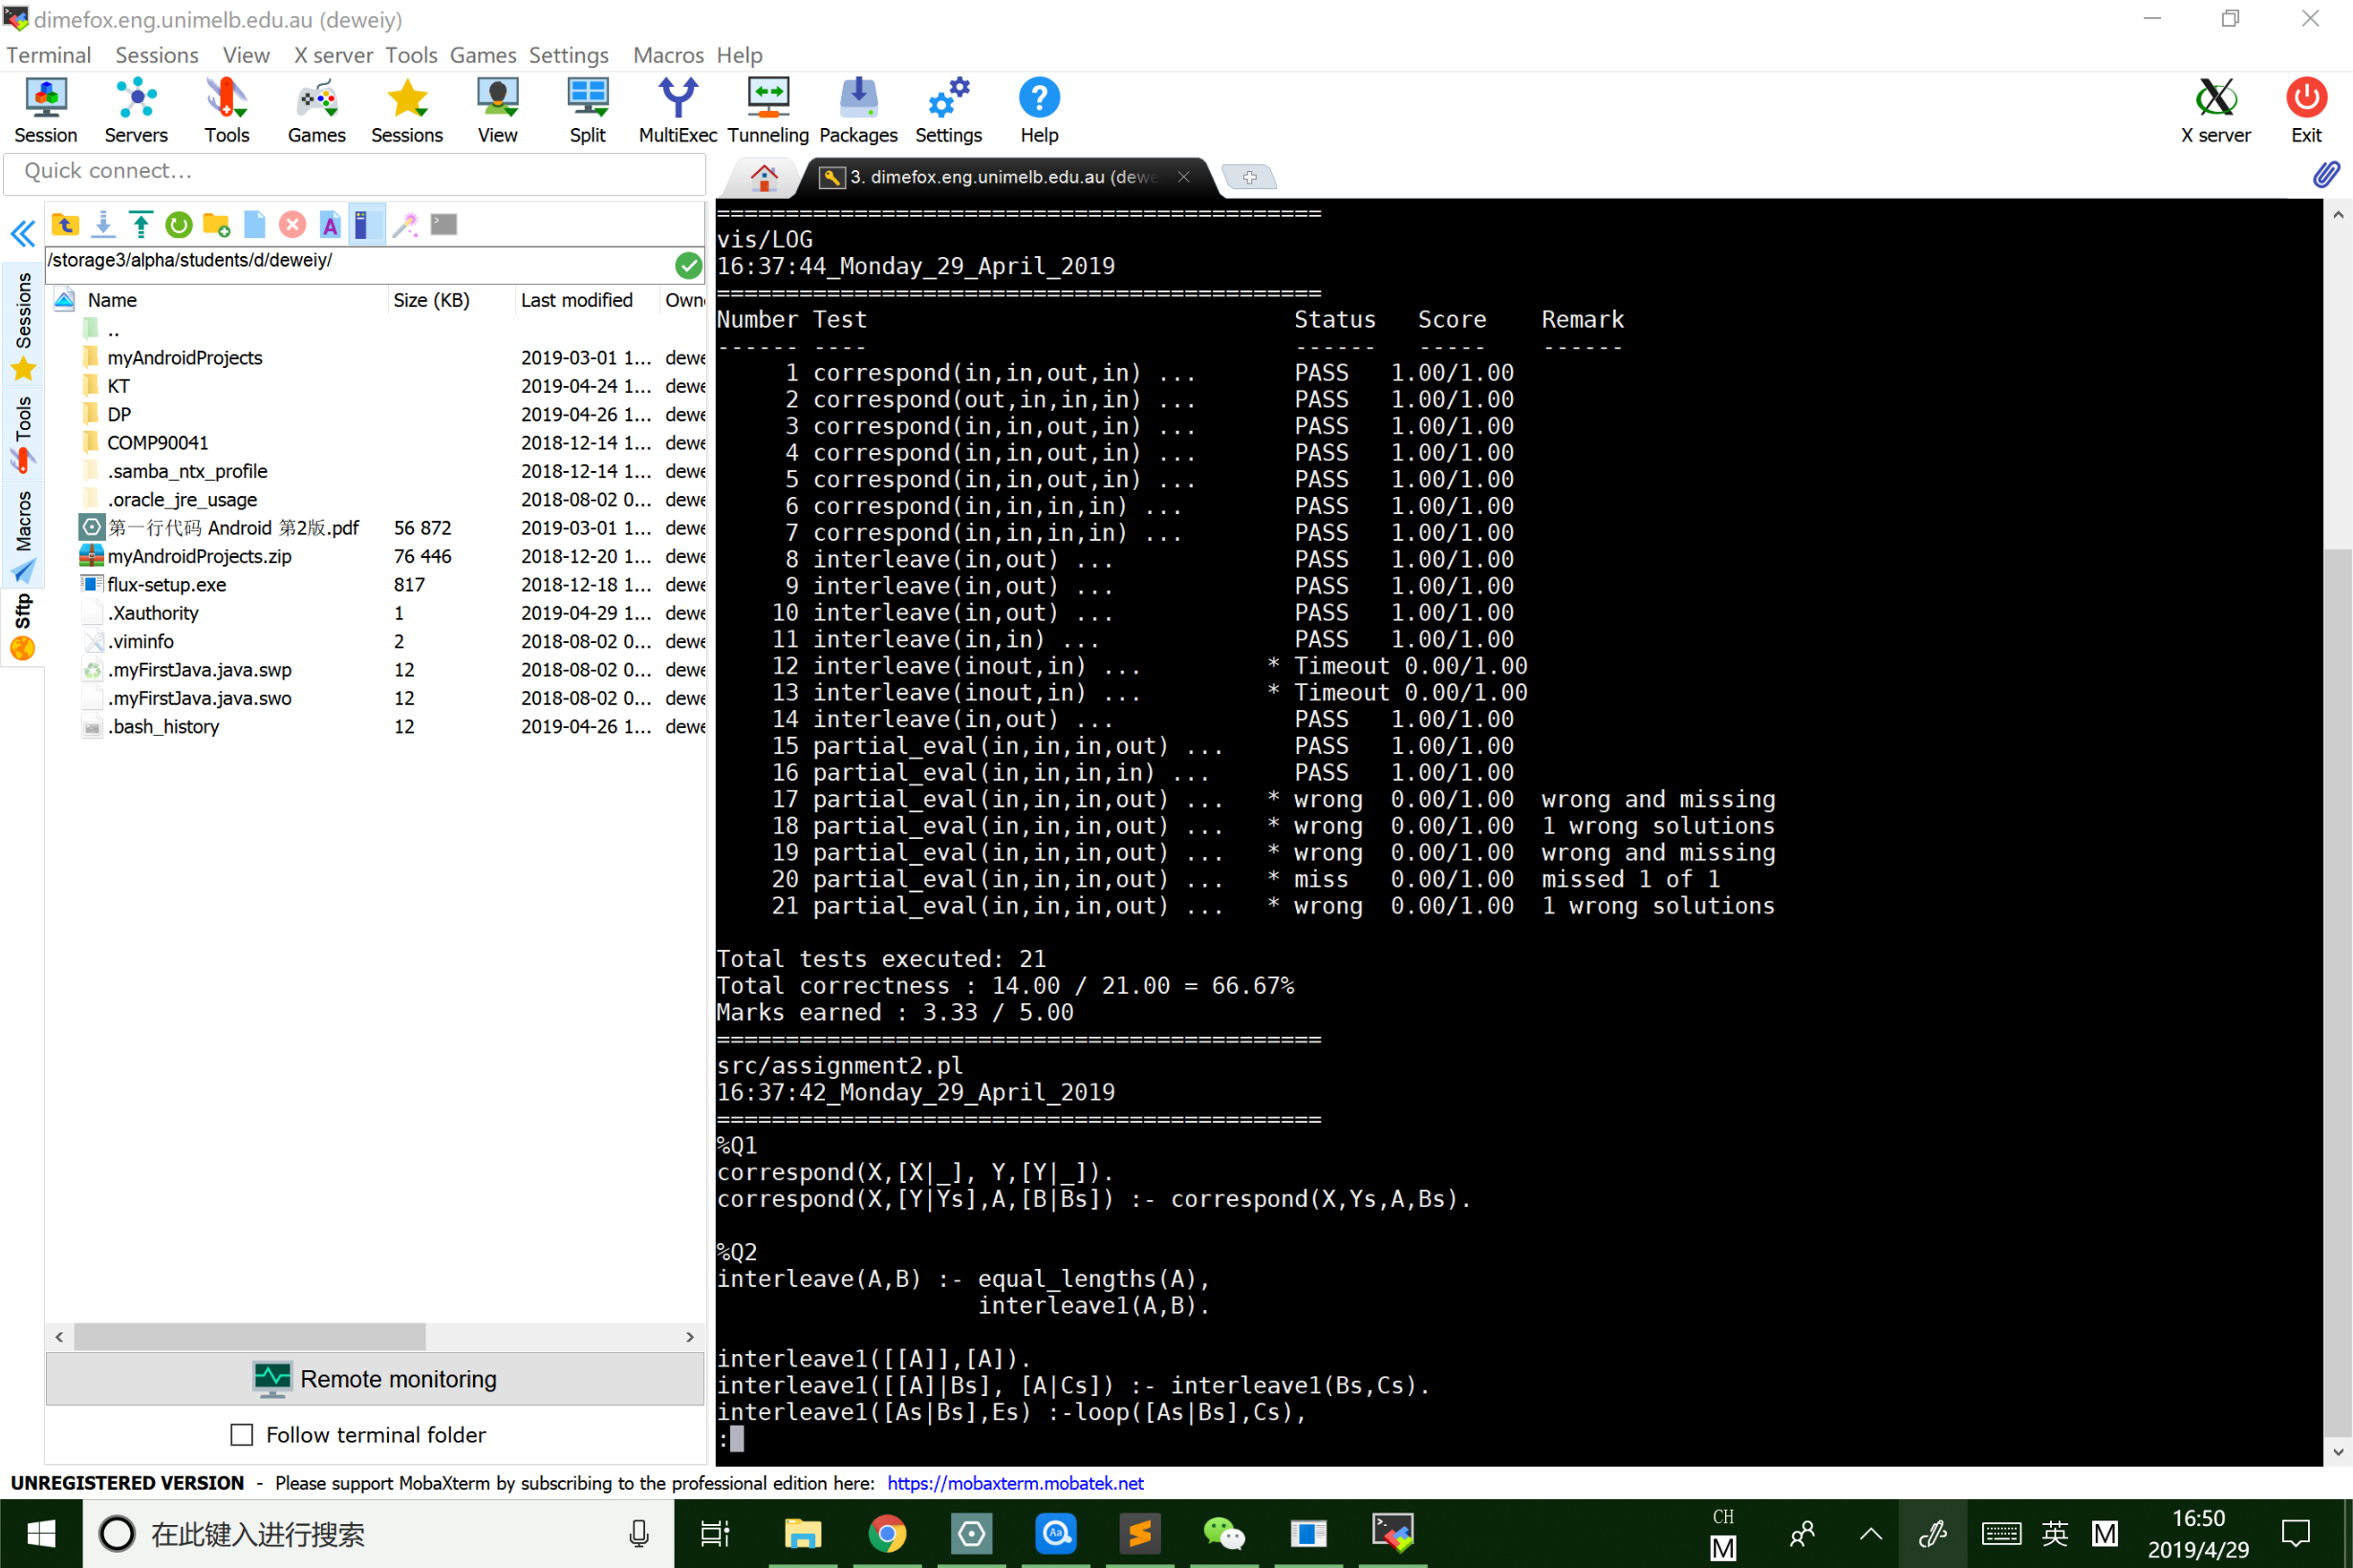 dimefox.eng.unimelb.edu.au (deweiy)
Terminal Sessions View X server Tools Games Settings Macros Help
Session Servers Tools Games Sessions View Split MultiExec Tunneling Packages Settings Help X server Exit
Quick connect...
3. dimefox.eng.unimelb.edu.au (dewe
/storage3/alpha/students/d/deweiy/
Sessions
Tools
Macros
Sftp
Name Size (KB) Last modified Own
..
myAndroidProjects 2019-03-01 1... dewe
KT 2019-04-24 1... dewe
DP 2019-04-26 1... dewe
COMP90041 2018-12-14 1... dewe
.samba_ntx_profile 2018-12-14 1... dewe
.oracle_jre_usage 2018-08-02 0... dewe
第一行代码 Android 第2版.pdf 56 872 2019-03-01 1... dewe
myAndroidProjects.zip 76 446 2018-12-20 1... dewe
flux-setup.exe 817 2018-12-18 1... dewe
.Xauthority 1 2019-04-29 1... dewe
.viminfo 2 2018-08-02 0... dewe
.myFirstJava.java.swp 12 2018-08-02 0... dewe
.myFirstJava.java.swo 12 2018-08-02 0... dewe
.bash_history 12 2019-04-26 1... dewe
Remote monitoring
Follow terminal folder
============================================
vis/LOG
16:37:44_Monday_29_April_2019
============================================
Number Test Status Score Remark
------ ---- ------ ----- ------
1 correspond(in,in,out,in) ... PASS 1.00/1.00
2 correspond(out,in,in,in) ... PASS 1.00/1.00
3 correspond(in,in,out,in) ... PASS 1.00/1.00
4 correspond(in,in,out,in) ... PASS 1.00/1.00
5 correspond(in,in,out,in) ... PASS 1.00/1.00
6 correspond(in,in,in,in) ... PASS 1.00/1.00
7 correspond(in,in,in,in) ... PASS 1.00/1.00
8 interleave(in,out) ... PASS 1.00/1.00
9 interleave(in,out) ... PASS 1.00/1.00
10 interleave(in,out) ... PASS 1.00/1.00
11 interleave(in,in) ... PASS 1.00/1.00
12 interleave(inout,in) ... * Timeout 0.00/1.00
13 interleave(inout,in) ... * Timeout 0.00/1.00
14 interleave(in,out) ... PASS 1.00/1.00
15 partial_eval(in,in,in,out) ... PASS 1.00/1.00
16 partial_eval(in,in,in,in) ... PASS 1.00/1.00
17 partial_eval(in,in,in,out) ... * wrong 0.00/1.00 wrong and missing
18 partial_eval(in,in,in,out) ... * wrong 0.00/1.00 1 wrong solutions
19 partial_eval(in,in,in,out) ... * wrong 0.00/1.00 wrong and missing
20 partial_eval(in,in,in,out) ... * miss 0.00/1.00 missed 1 of 1
21 partial_eval(in,in,in,out) ... * wrong 0.00/1.00 1 wrong solutions
Total tests executed: 21
Total correctness : 14.00 / 21.00 = 66.67%
Marks earned : 3.33 / 5.00
============================================
src/assignment2.pl
16:37:42_Monday_29_April_2019
============================================
%Q1
correspond(X,[X|_], Y,[Y|_]).
correspond(X,[Y|Ys],A,[B|Bs]) :- correspond(X,Ys,A,Bs).
%Q2
interleave(A,B) :- equal_lengths(A),
interleave1(A,B).
interleave1([[A]],[A]).
interleave1([[A]|Bs], [A|Cs]) :- interleave1(Bs,Cs).
interleave1([As|Bs],Es) :-loop([As|Bs],Cs),
:
UNREGISTERED VERSION - Please support MobaXterm by subscribing to the professional edition here: https://mobaxterm.mobatek.net
在此键入进行搜索
CH
M
英
M
16:50
2019/4/29